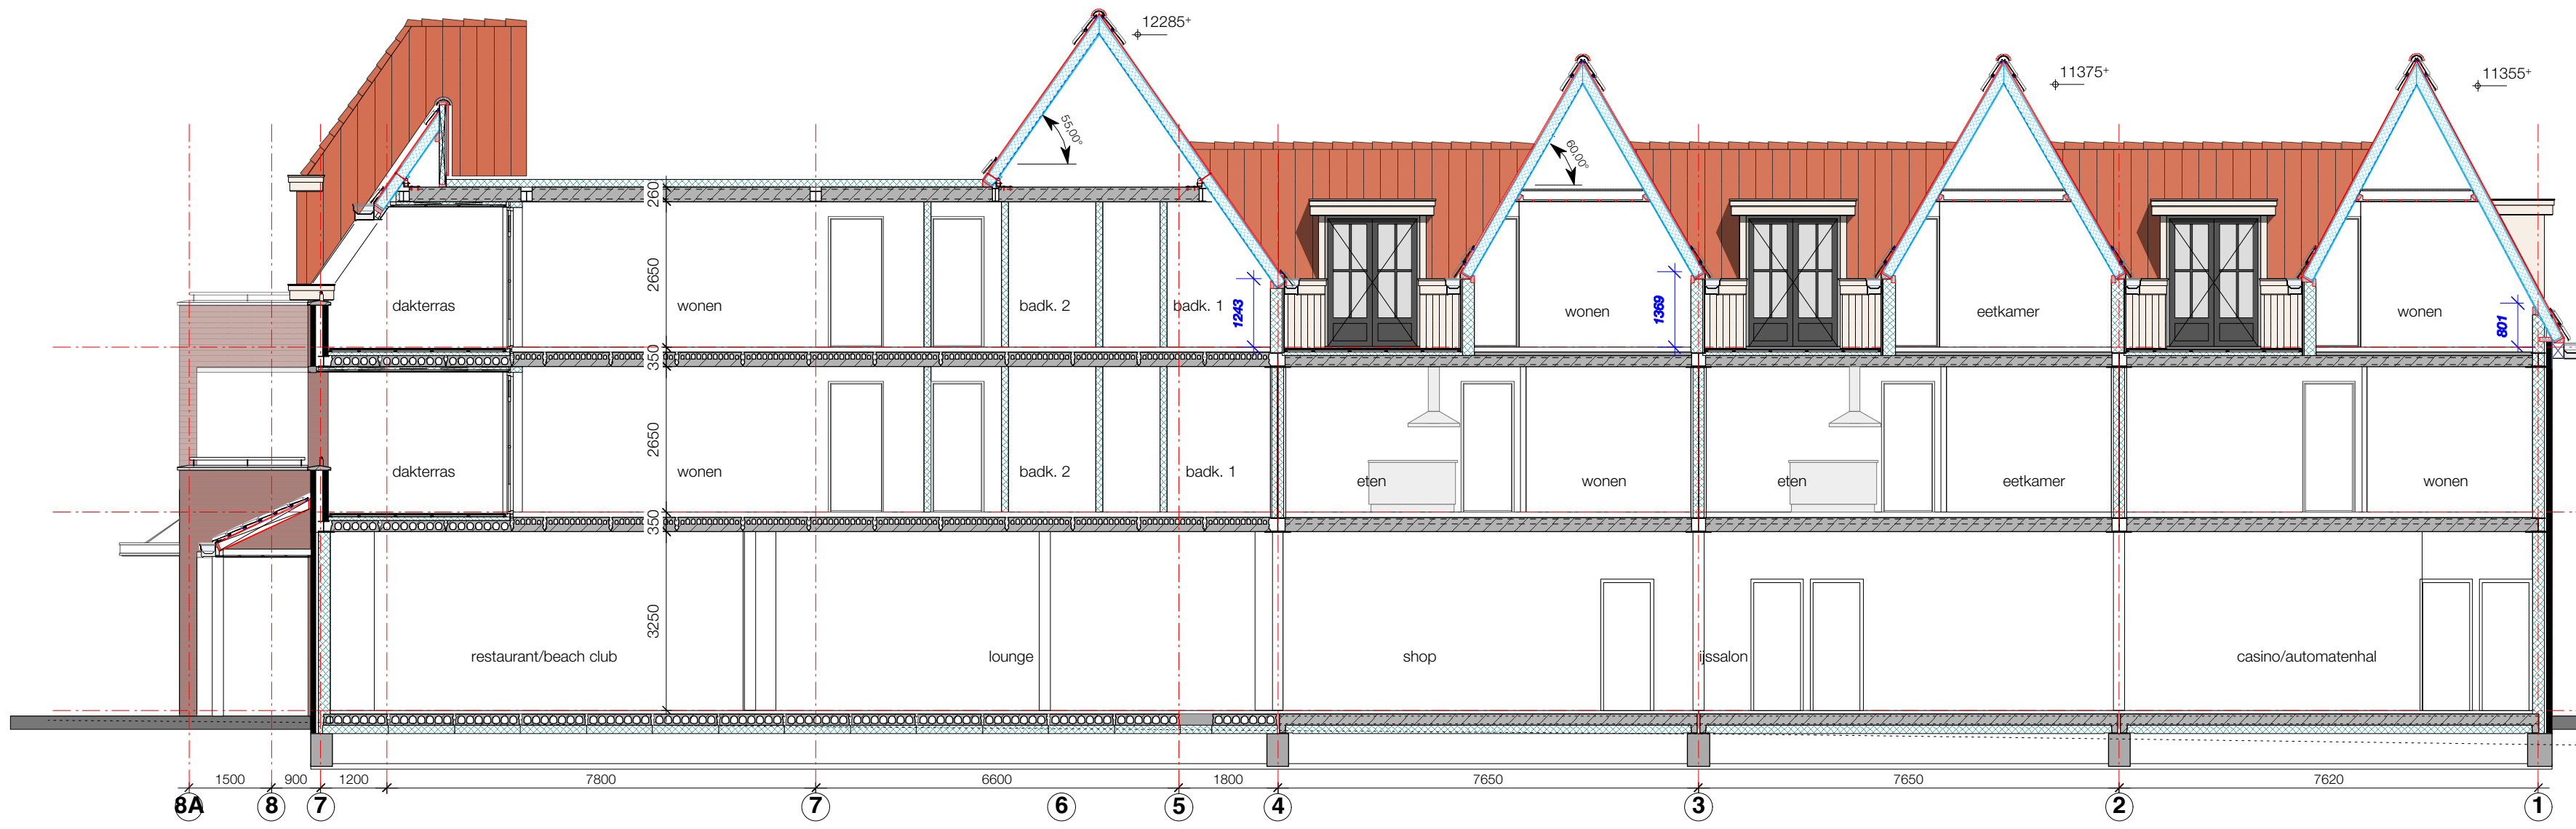 12285+
11375+
11355+
55,00°
60,00°
260
2650
dakterras
wonen
badk. 2
badk. 1
1243
wonen
1369
eetkamer
wonen
801
350
2650
dakterras
wonen
badk. 2
badk. 1
eten
wonen
eten
eetkamer
wonen
350
3250
restaurant/beach club
lounge
shop
ijssalon
casino/automatenhal
1500
900
1200
7800
6600
1800
7650
7650
7620
8A
8
7
7
6
5
4
3
2
1